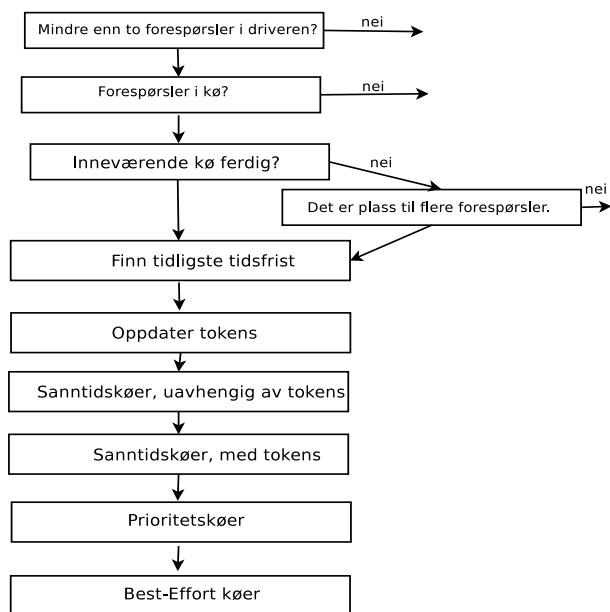 Mindre enn to forespørsler i driveren?
nei
Forespørsler i kø?
nei
Inneværende kø ferdig?
nei
Det er plass til flere forespørsler.
nei
Finn tidligste tidsfrist
Oppdater tokens
Sanntidskøer, uavhengig av tokens
Sanntidskøer, med tokens
Prioritetskøer
Best-Effort køer